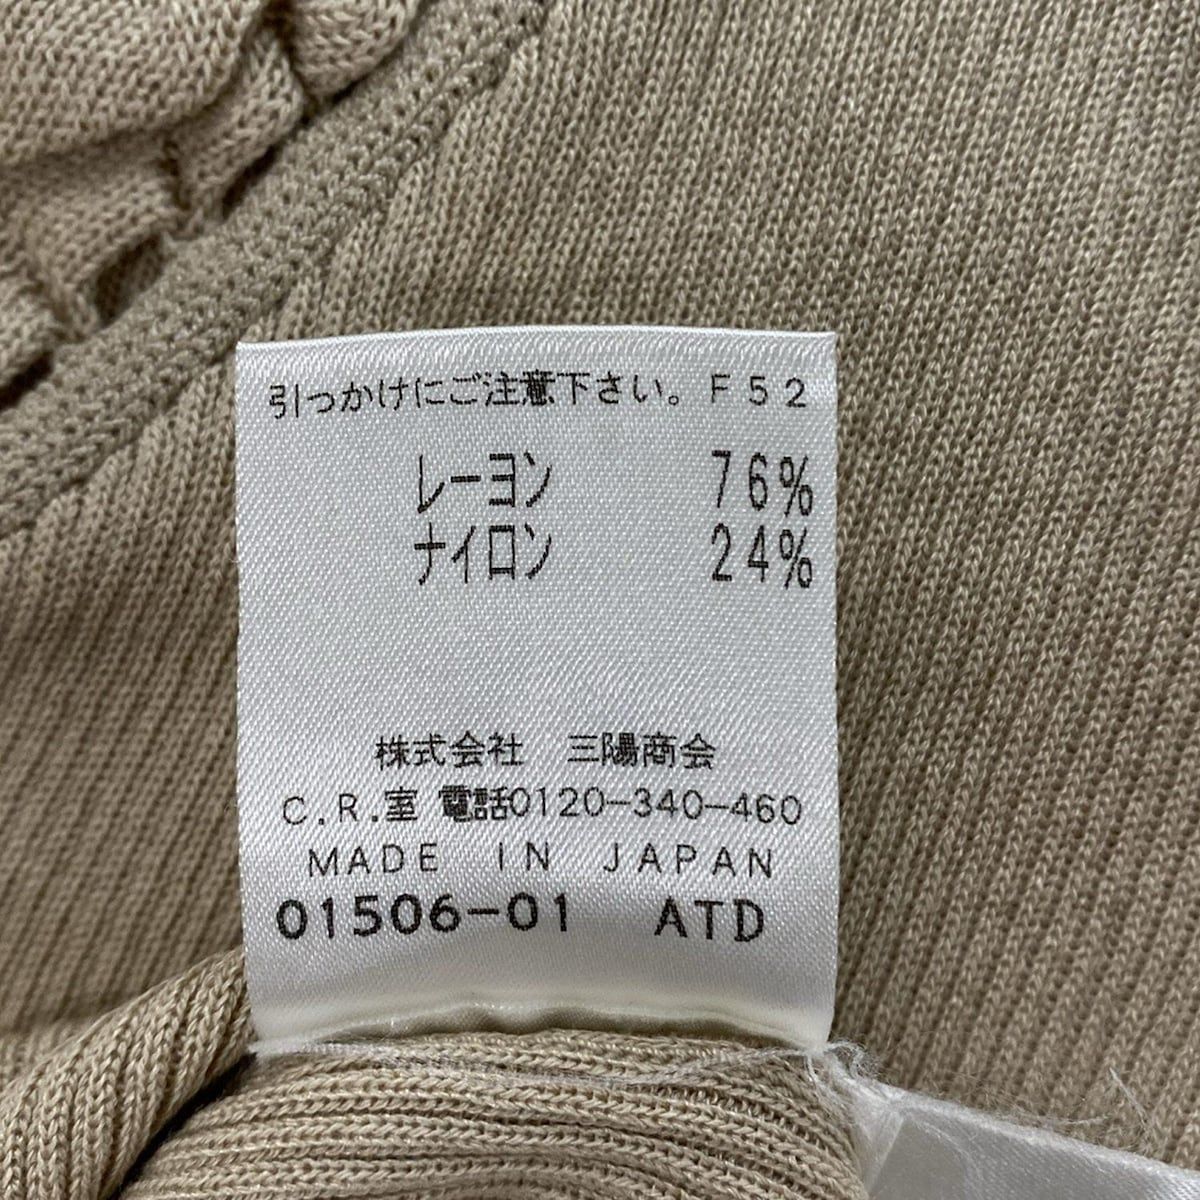 引っかけにご注意下さい。F52
レーヨン 76%
ナイロン 24%
株式会社 三陽商会
C.R.室 電話0120-340-460
MADE IN JAPAN
01506-01 ATD